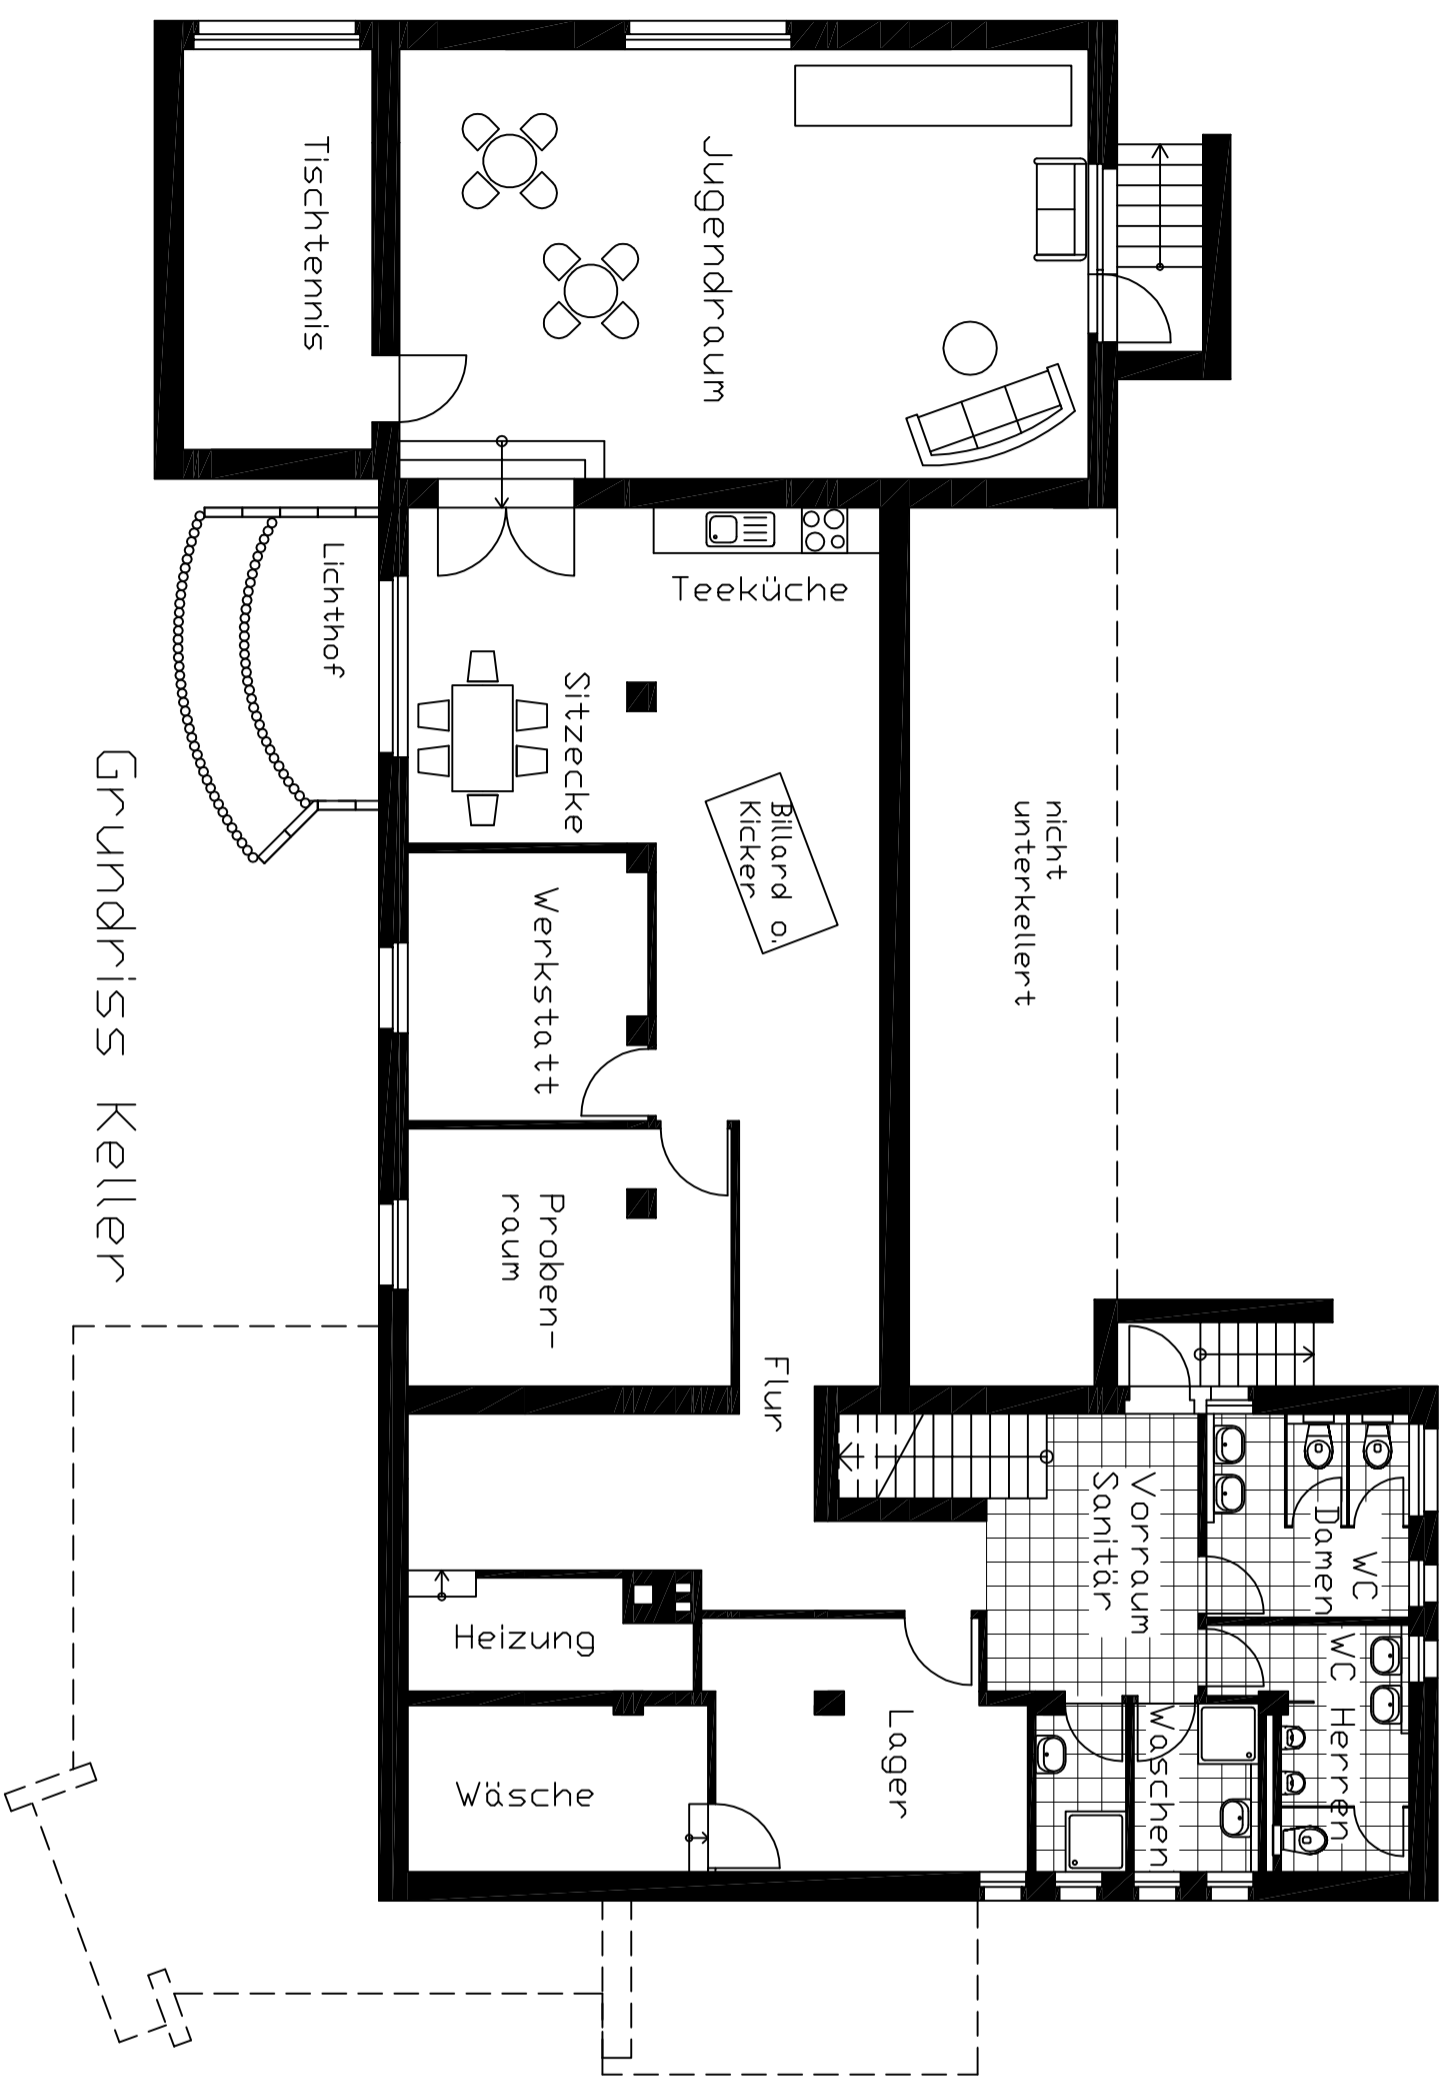 Jugendraum
Tischtennis
Lichthof
Teeküche
Sitzecke
Billard o.
Kicker
nicht
unterkellert
Werkstatt
Proben-
raum
Flur
Vorraum
Sanitär
WC
Damen
WC Herren
Waschen
Lager
Heizung
Wäsche
Grundriss Keller